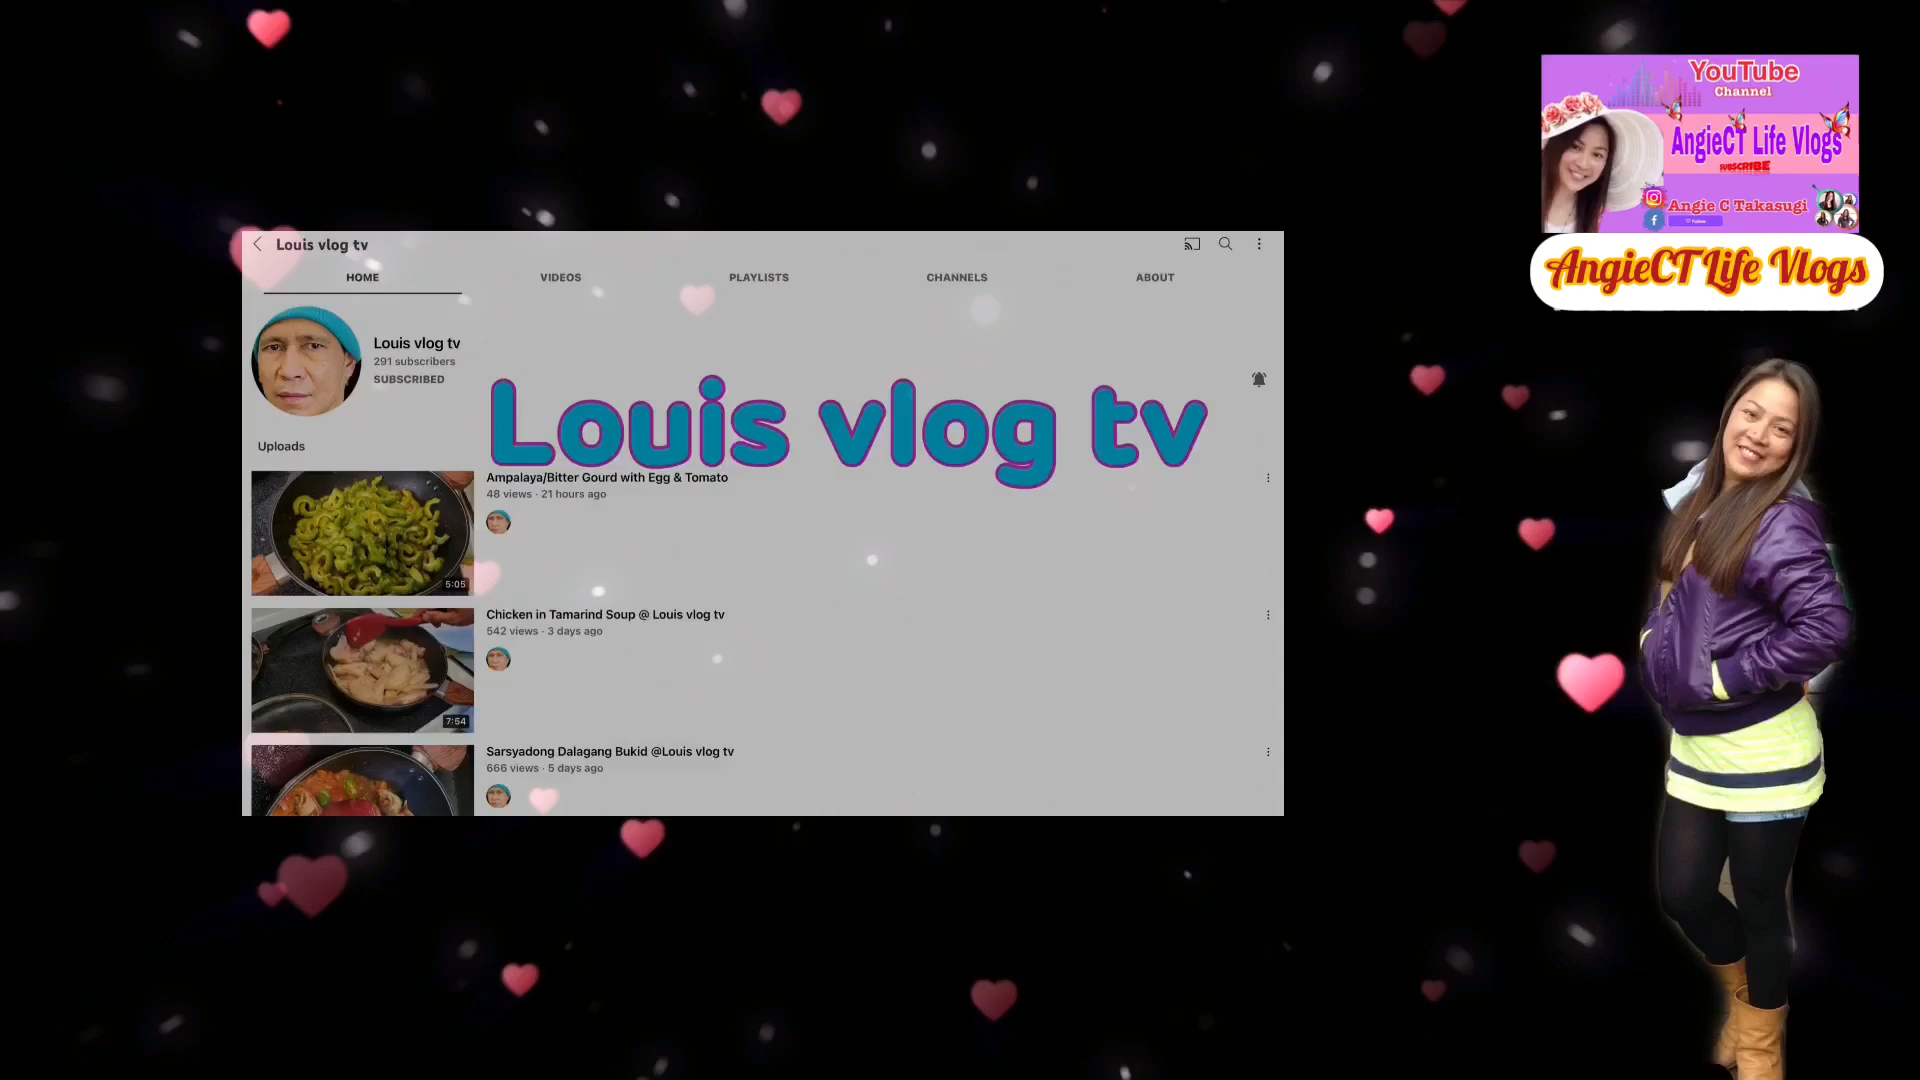 YouTube
Channel
AngieCT Life Vlogs
SUBSCRIBE
Angie C Takasugi
Follow
AngieCT Life Vlogs
Louis vlog tv
HOME
VIDEOS
PLAYLISTS
CHANNELS
ABOUT
Louis vlog tv
291 subscribers
SUBSCRIBED
Louis vlog tv
Uploads
Ampalaya/Bitter Gourd with Egg & Tomato
48 views · 21 hours ago
5:05
Chicken in Tamarind Soup @ Louis vlog tv
542 views · 3 days ago
7:54
Sarsyadong Dalagang Bukid @Louis vlog tv
666 views · 5 days ago